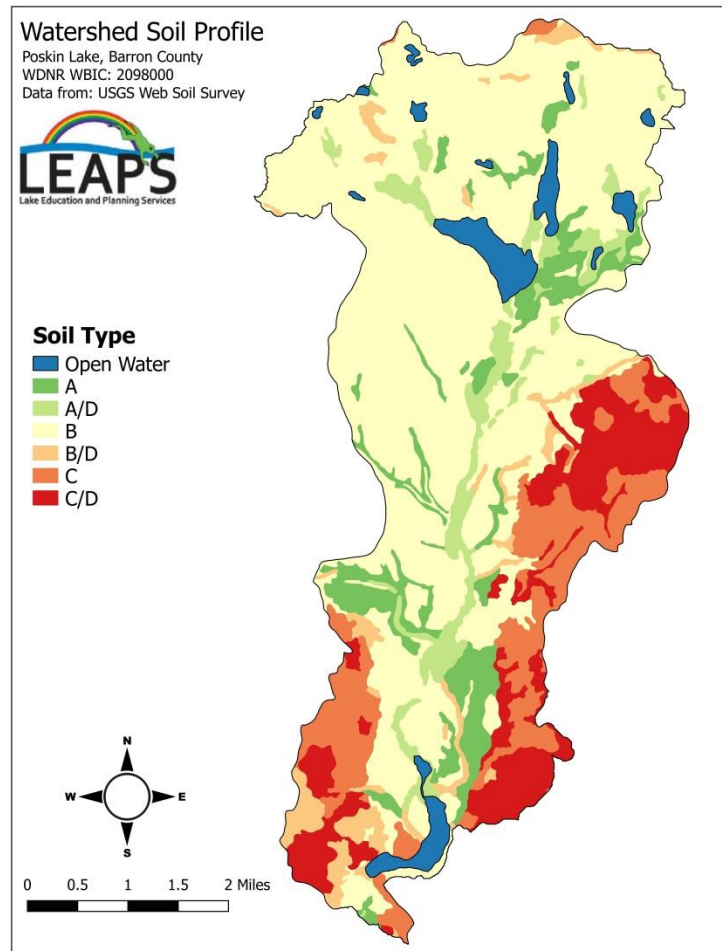 Watershed Soil Profile
Poskin Lake, Barron County
WDNR WBIC: 2098000
Data from: USGS Web Soil Survey
LEAPS
Lake Education and Planning Services
Soil Type
Open Water
A
A/D
B
B/D
C
C/D
N
W E
S
0 0.5 1 1.5 2 Miles